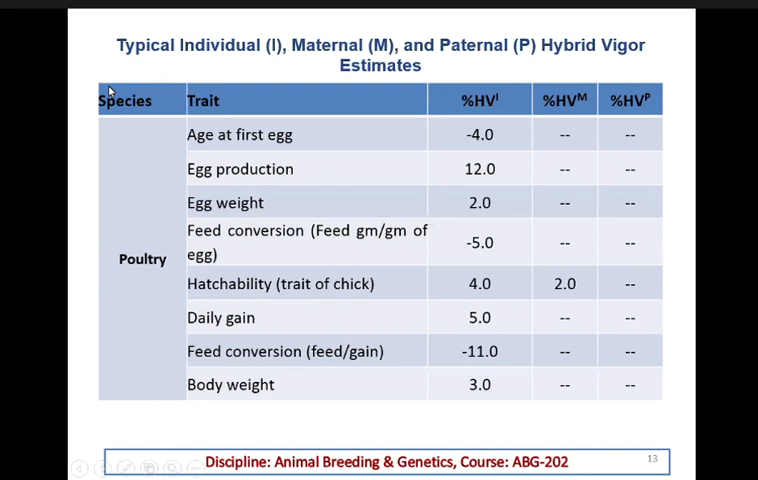 Typical Individual (I), Maternal (M), and Paternal (P) Hybrid Vigor
Estimates
Species Trait %HVᴵ %HVᴹ %HVᴾ
Poultry
Age at first egg -4.0 -- --
Egg production 12.0 -- --
Egg weight 2.0 -- --
Feed conversion (Feed gm/gm of
egg) -5.0 -- --
Hatchability (trait of chick) 4.0 2.0 --
Daily gain 5.0 -- --
Feed conversion (feed/gain) -11.0 -- --
Body weight 3.0 -- --
Discipline: Animal Breeding & Genetics, Course: ABG-202
13